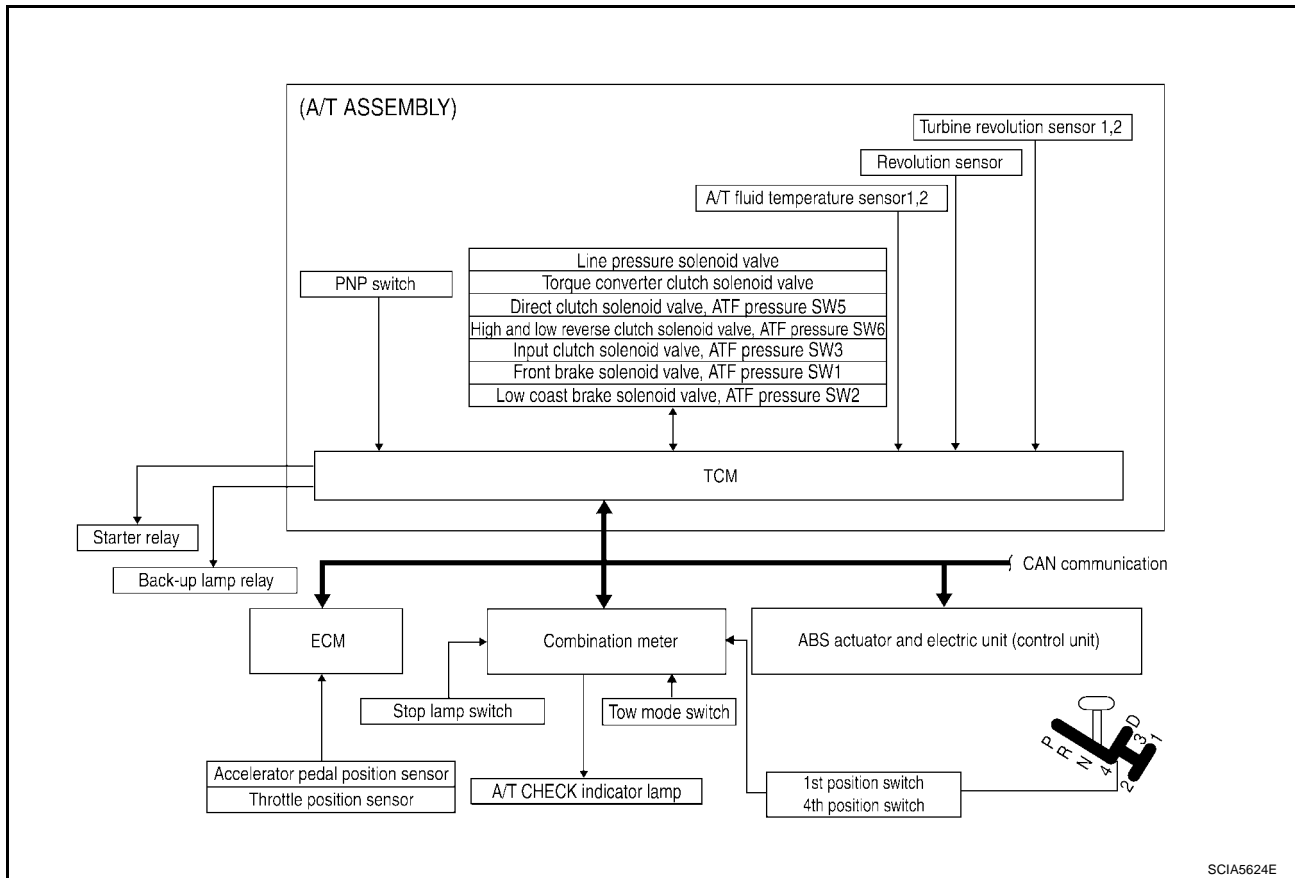 (A/T ASSEMBLY)
Turbine revolution sensor 1,2
Revolution sensor
A/T fluid temperature sensor1,2
Line pressure solenoid valve
PNP switch
Torque converter clutch solenoid valve
Direct clutch solenoid valve, ATF pressure SW5
High and low reverse clutch solenoid valve, ATF pressure SW6
Input clutch solenoid valve, ATF pressure SW3
Front brake solenoid valve, ATF pressure SW1
Low coast brake solenoid valve, ATF pressure SW2
TCM
Starter relay
Back-up lamp relay
CAN communication
ECM
Combination meter
ABS actuator and electric unit (control unit)
Stop lamp switch
Tow mode switch
P R N 4 D 3 2 1
Accelerator pedal position sensor
Throttle position sensor
A/T CHECK indicator lamp
1st position switch
4th position switch
SCIA5624E